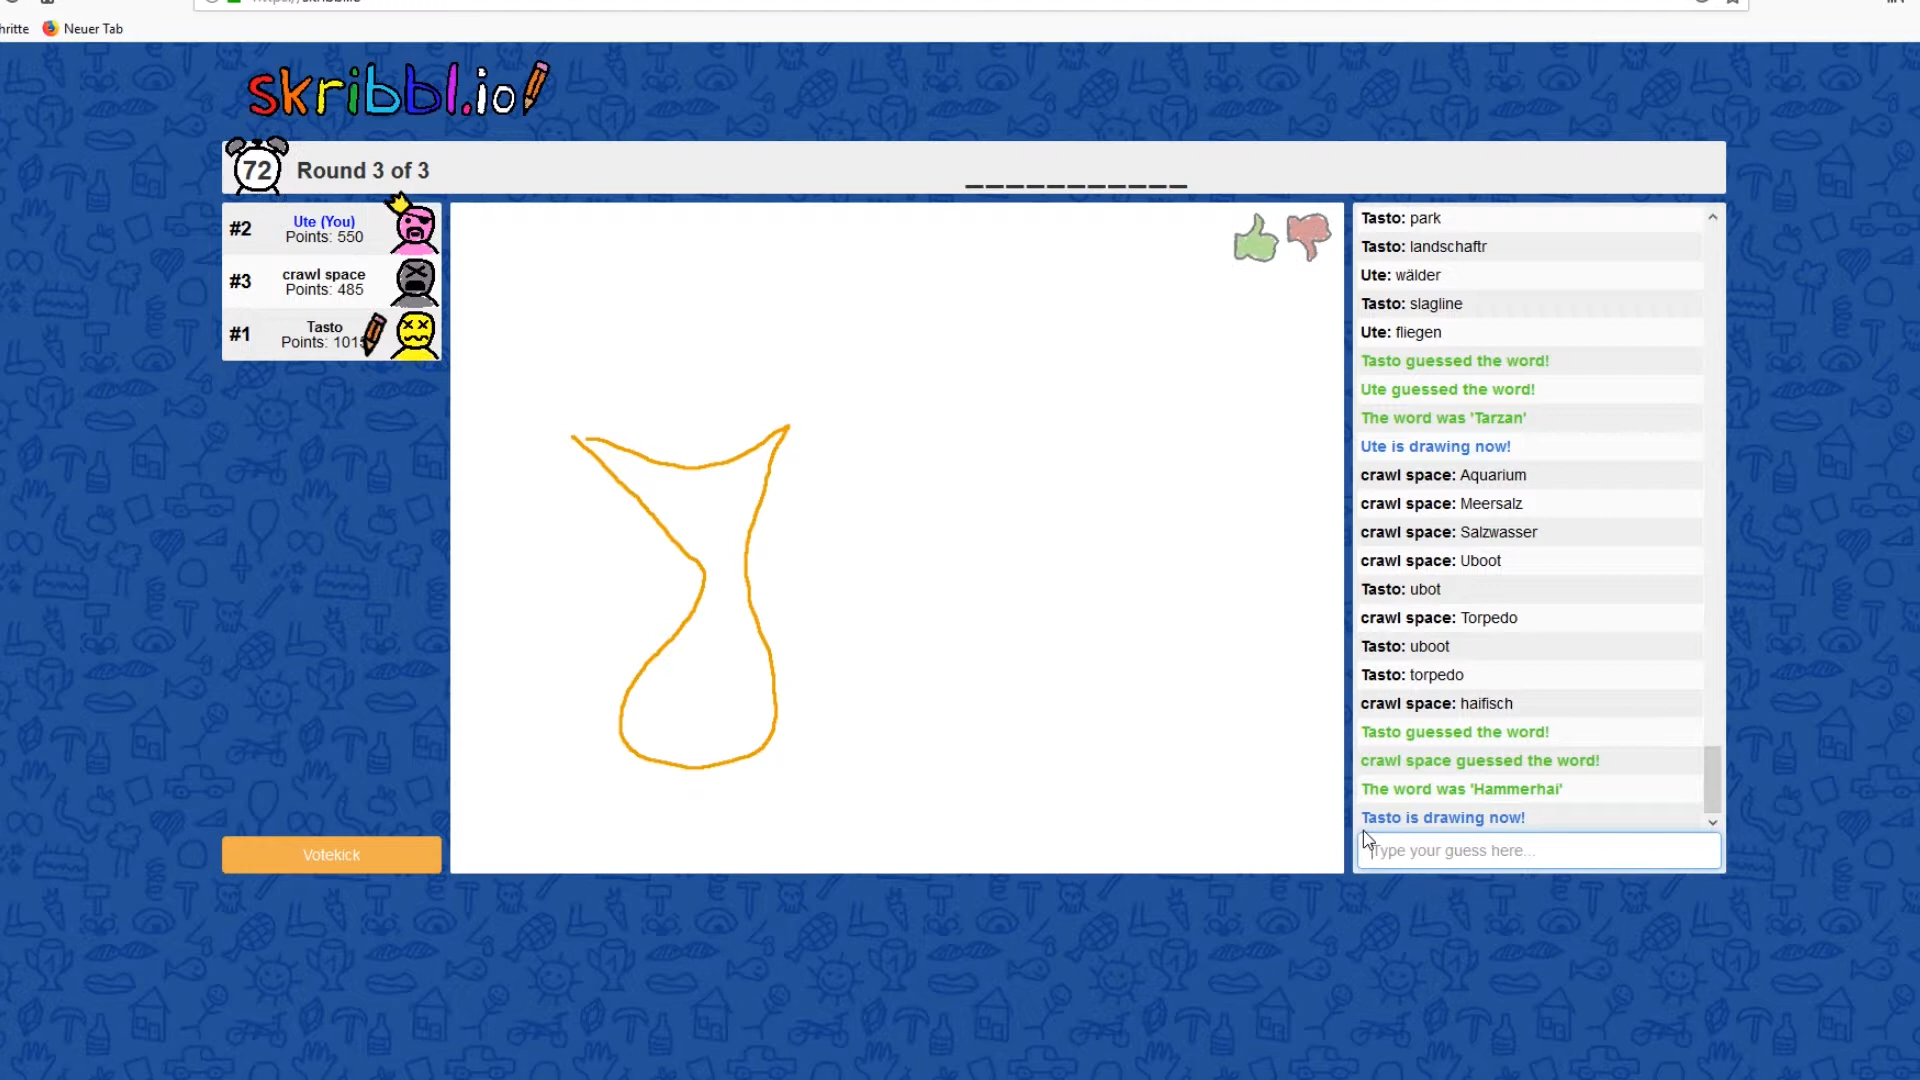 hritte Neuer Tab
skribbl.io
72 Round 3 of 3
___________
#2 Ute (You)
Points: 550
#3 crawl space
Points: 485
#1 Tasto
Points: 1015
Votekick
Tasto: park
Tasto: landschaftr
Ute: wälder
Tasto: slagline
Ute: fliegen
Tasto guessed the word!
Ute guessed the word!
The word was 'Tarzan'
Ute is drawing now!
crawl space: Aquarium
crawl space: Meersalz
crawl space: Salzwasser
crawl space: Uboot
Tasto: ubot
crawl space: Torpedo
Tasto: uboot
Tasto: torpedo
crawl space: haifisch
Tasto guessed the word!
crawl space guessed the word!
The word was 'Hammerhai'
Tasto is drawing now!
Type your guess here...